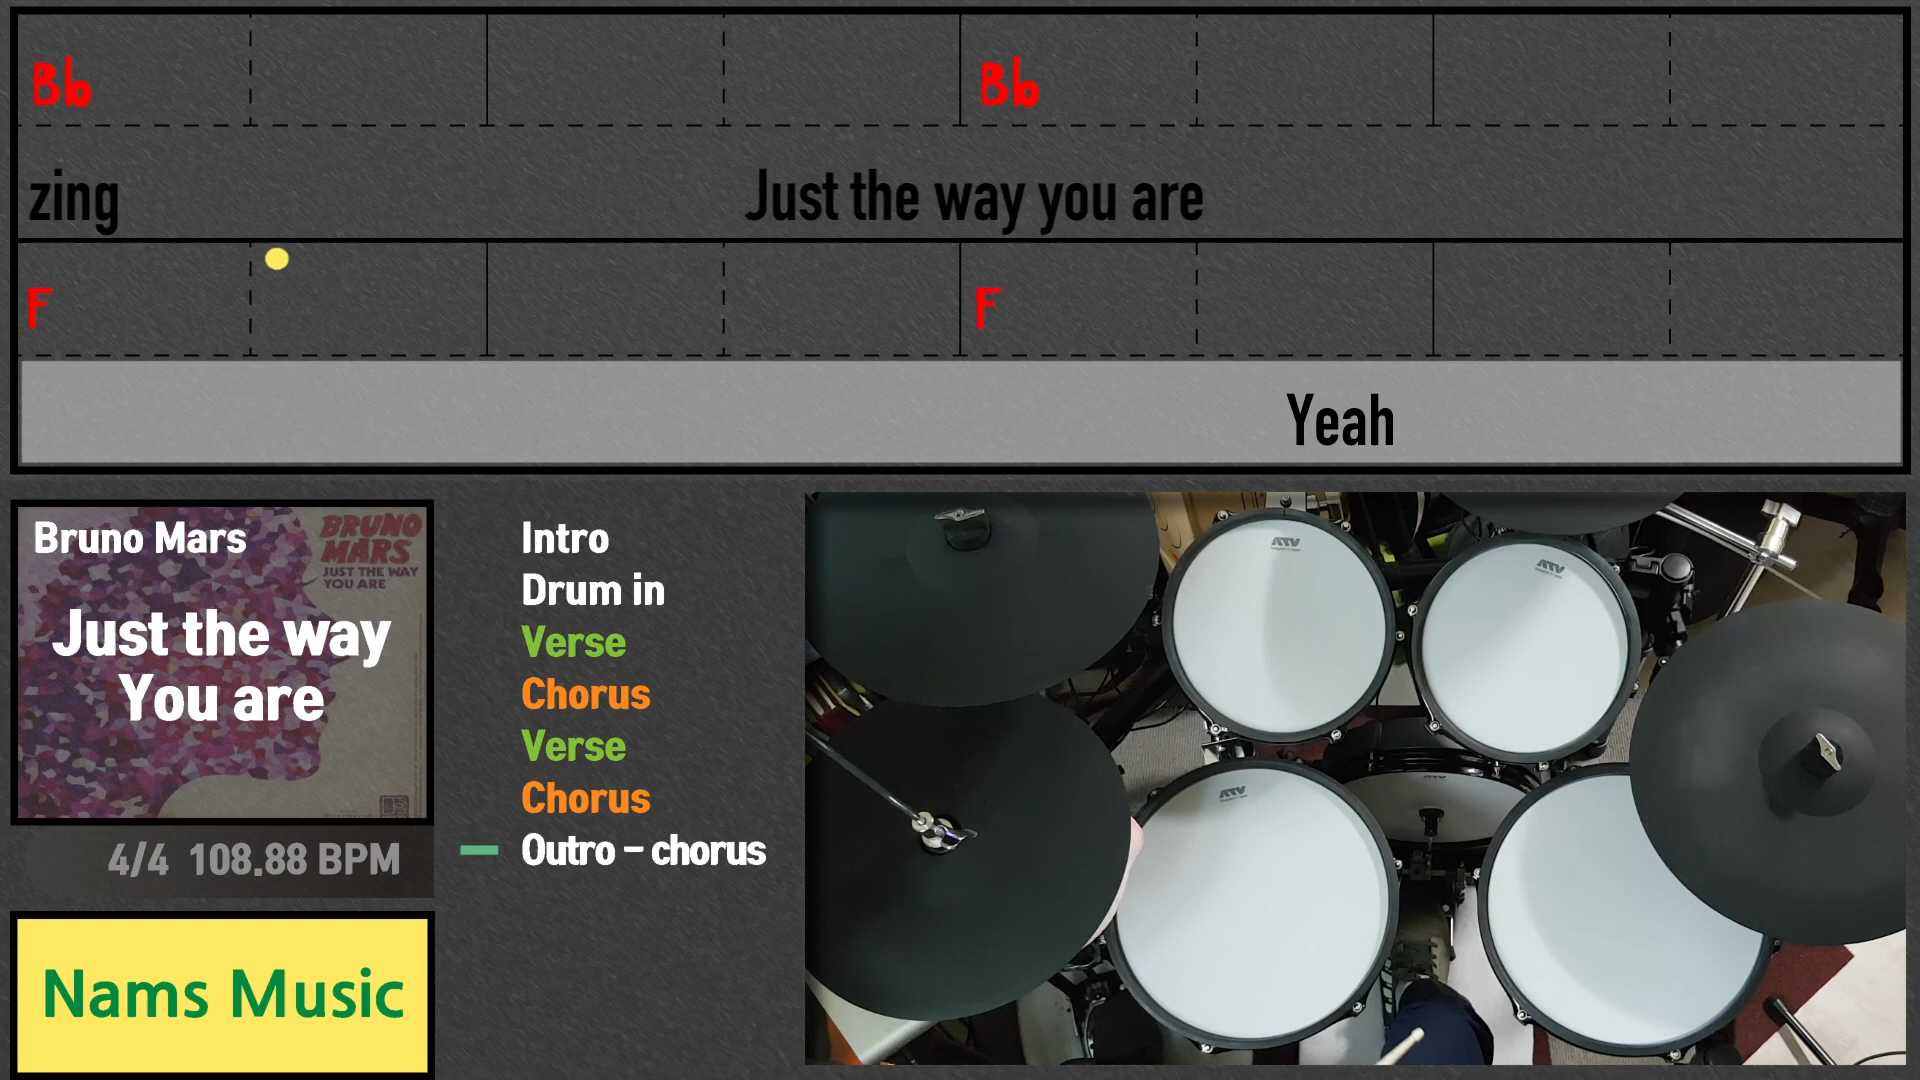 Bb Bb
zing Just the way you are
F F
Yeah
Bruno Mars
BRUNO
MARS
JUST THE WAY
YOU ARE
Just the way
You are
4/4 108.88 BPM
Nams Music
Intro
Drum in
Verse
Chorus
Verse
Chorus
Outro – chorus
ATV
ATV
ATV